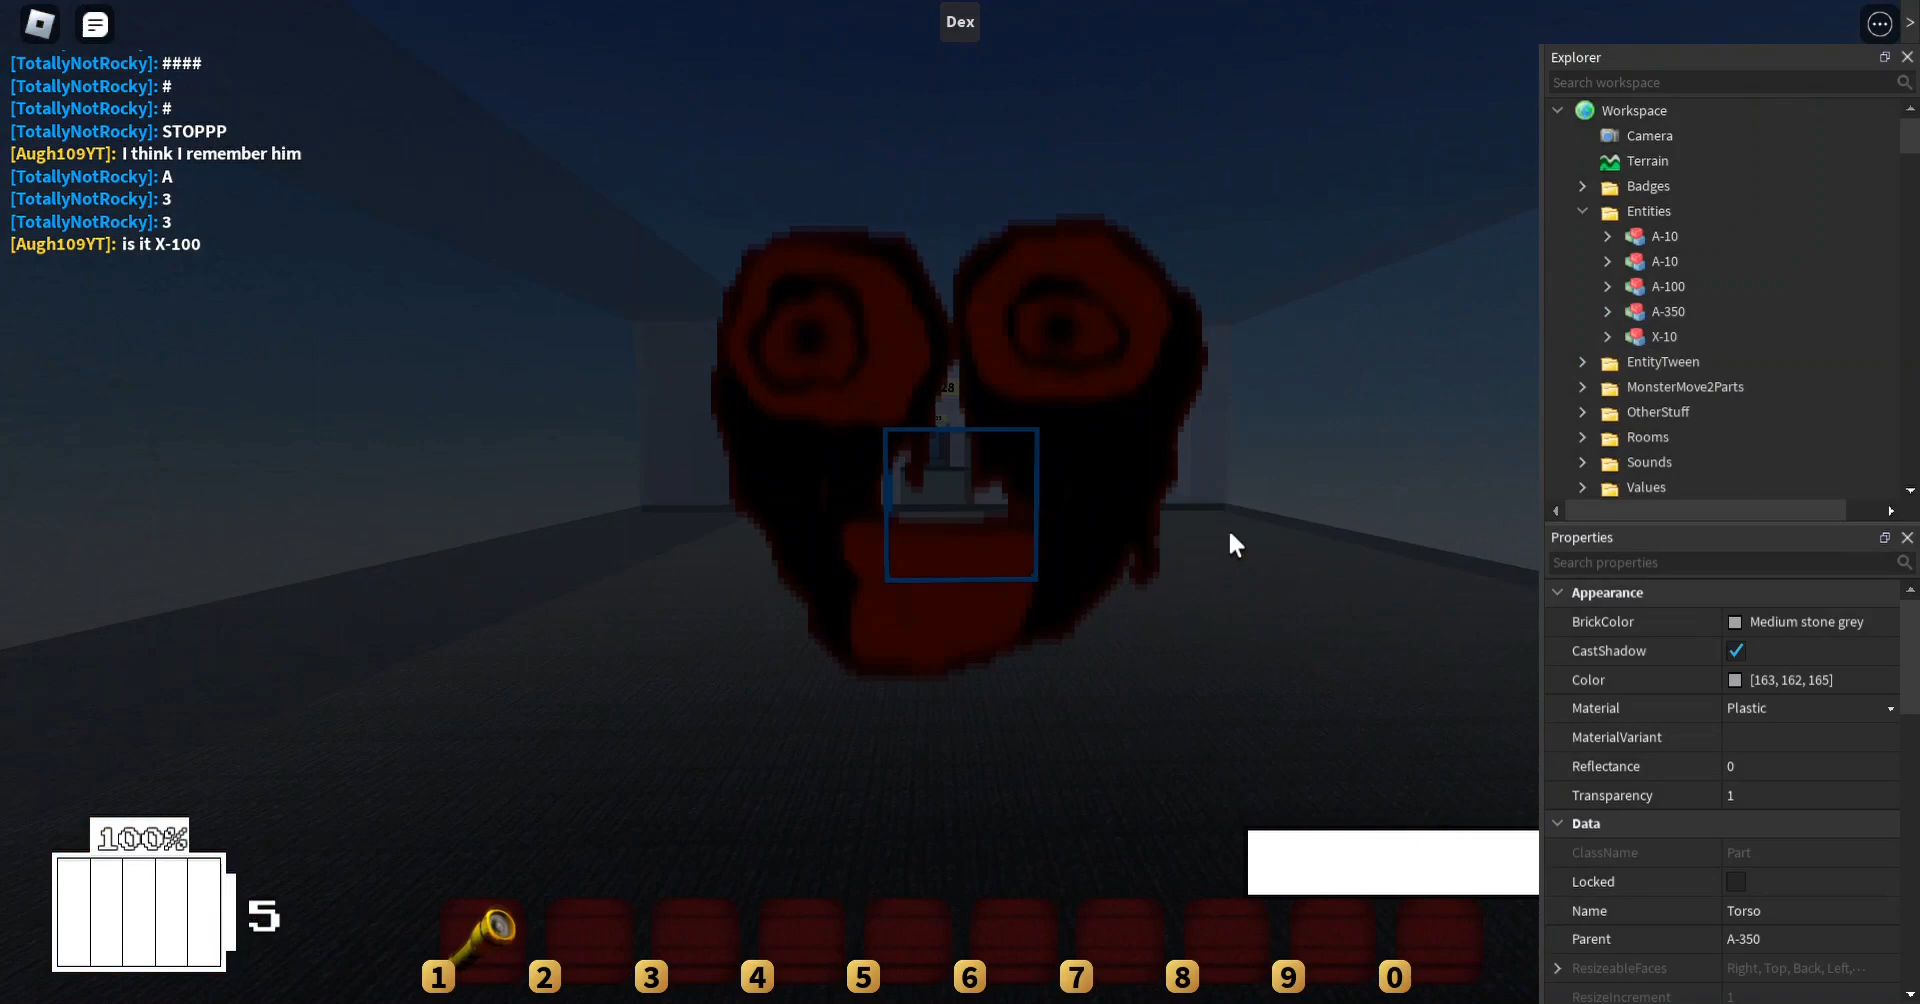 Dex
[TotallyNotRocky]: ####
[TotallyNotRocky]: #
[TotallyNotRocky]: #
[TotallyNotRocky]: STOPPP
[Augh109YT]: I think I remember him
[TotallyNotRocky]: A
[TotallyNotRocky]: 3
[TotallyNotRocky]: 3
[Augh109YT]: is it X-100
28
100%
5
1
2
3
4
5
6
7
8
9
0
Explorer
Search workspace
Workspace
Camera
Terrain
Badges
Entities
A-10
A-10
A-100
A-350
X-10
EntityTween
MonsterMove2Parts
OtherStuff
Rooms
Sounds
Values
Properties
Search properties
Appearance
BrickColor Medium stone grey
CastShadow
Color [163, 162, 165]
Material Plastic
MaterialVariant
Reflectance 0
Transparency 1
Data
ClassName Part
Locked
Name Torso
Parent A-350
ResizeableFaces Right, Top, Back, Left,...
ResizeIncrement 1